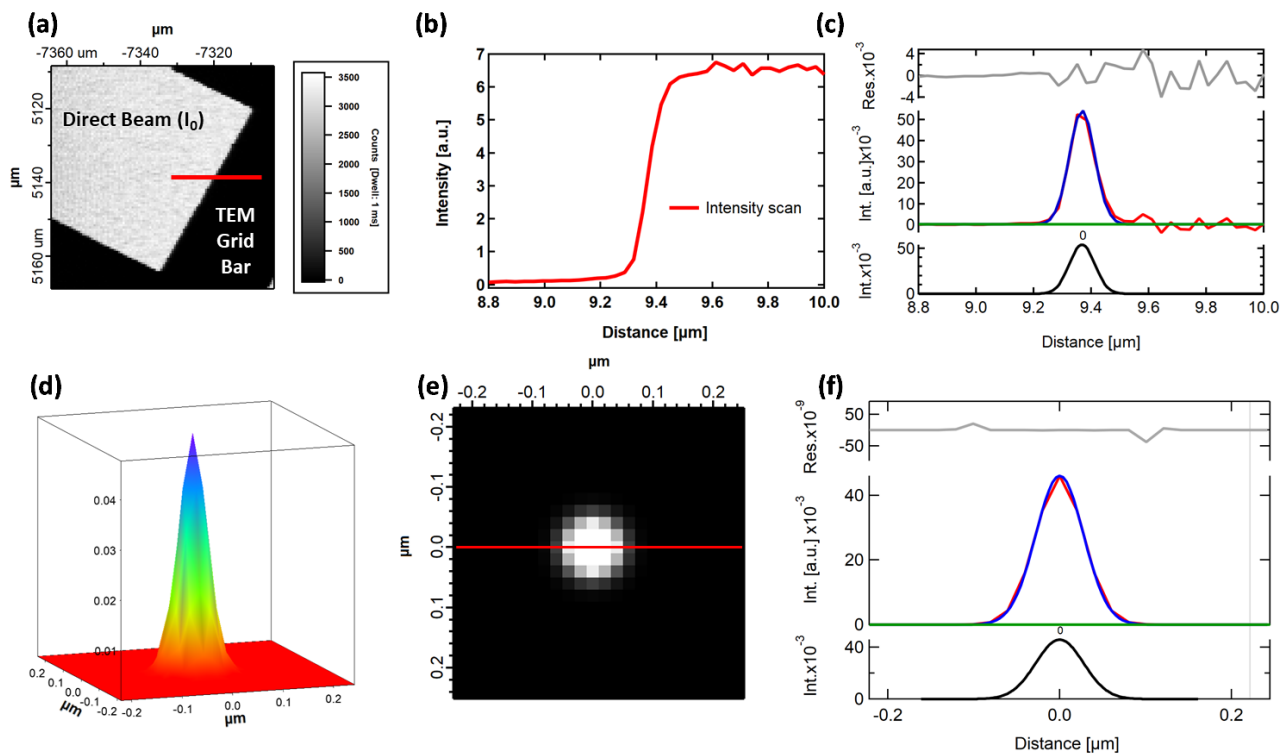 (a)
µm
-7360 um -7340 -7320
5120
5140
5160 um
µm
Direct Beam (I₀)
TEM
Grid
Bar
3500
3000
2500
2000
1500
1000
500
0
Counts [Dwell: 1 ms]
(b)
7
6
5
4
3
2
1
0
Intensity [a.u.]
Intensity scan
8.8 9.0 9.2 9.4 9.6 9.8 10.0
Distance [µm]
(c)
Res.x10⁻³
4
0
-4
Int. [a.u.]x10⁻³
50
40
30
20
10
0
0
Int.x10⁻³
50
0
8.8 9.0 9.2 9.4 9.6 9.8 10.0
Distance [µm]
(d)
0.04
0.03
0.02
0.01
0.2
0.1
0.0
-0.1
-0.2
µm
-0.2 -0.1 0.0 0.1 0.2
µm
(e)
µm
-0.2 -0.1 0.0 0.1 0.2
-0.2
-0.1
0.0
0.1
0.2
µm
(f)
Res.x10⁻⁹
50
-50
Int. [a.u.] x10⁻³
40
20
0
0
Int.x10⁻³
40
0
-0.2 0.0 0.2
Distance [µm]